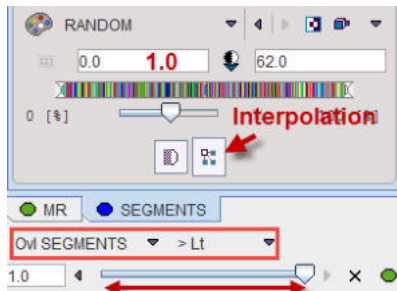 RANDOM
0.0 1.0 62.0
0 [%] Interpolation [%]
MR SEGMENTS
Ovl SEGMENTS > Lt
1.0